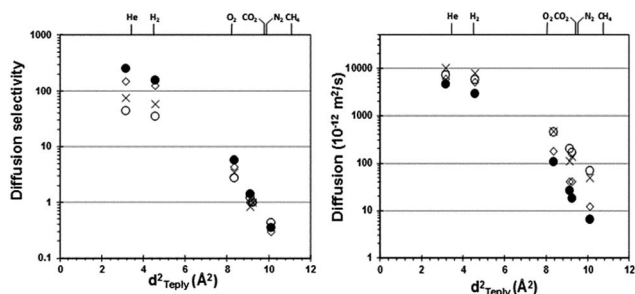 He H₂ O₂ CO₂ N₂ CH₄
1000
100
10
1
0.1
Diffusion selectivity
0 2 4 6 8 10 12
d²Teply (Å²)
He H₂ O₂ CO₂ N₂ CH₄
10000
1000
100
10
1
Diffusion (10⁻¹² m²/s)
0 2 4 6 8 10 12
d²Teply (Å²)